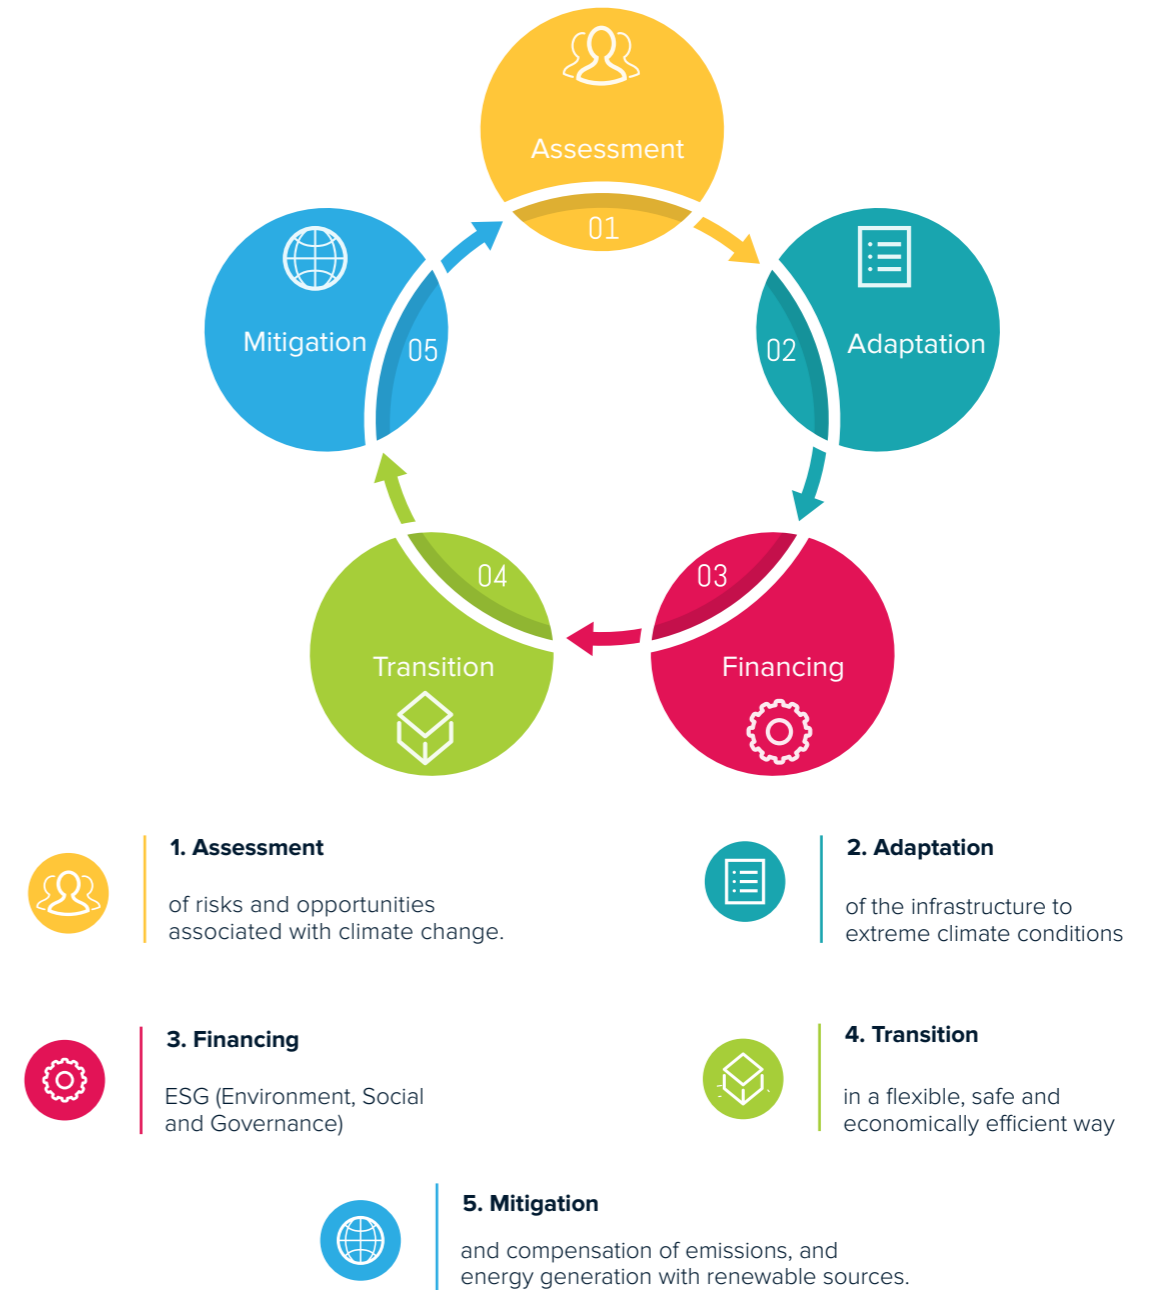 Assessment
01
Mitigation
05
02
Adaptation
04
03
Transition
Financing
1. Assessment
of risks and opportunities
associated with climate change.
2. Adaptation
of the infrastructure to
extreme climate conditions
3. Financing
ESG (Environment, Social
and Governance)
4. Transition
in a flexible, safe and
economically efficient way
5. Mitigation
and compensation of emissions, and
energy generation with renewable sources.